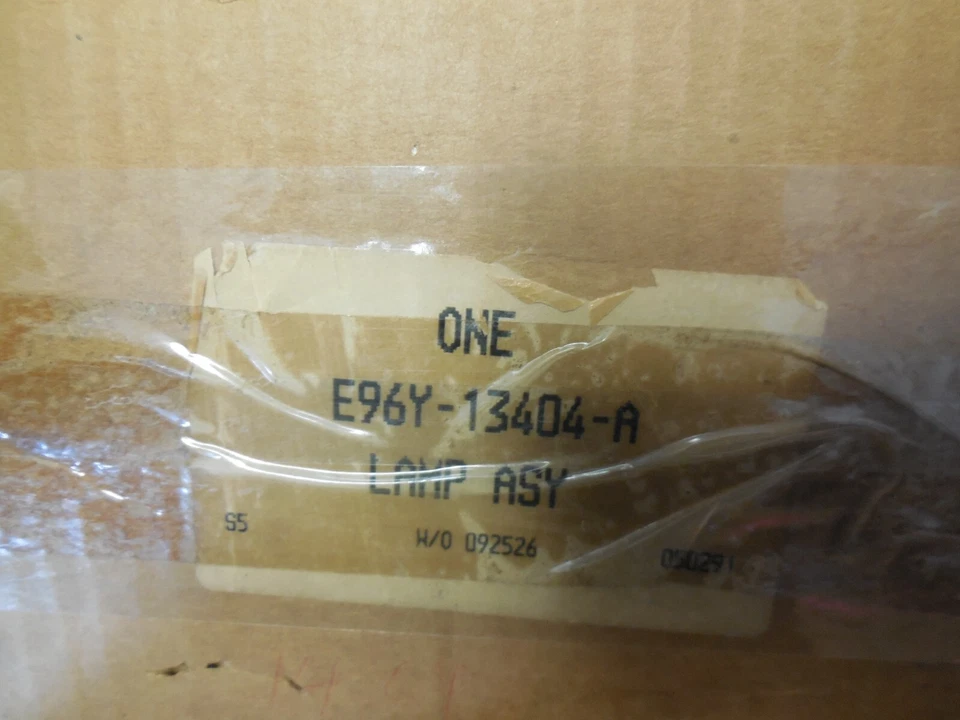 ONE
E96Y-13404-A
LAMP ASY
S5 W/O 092526 050291